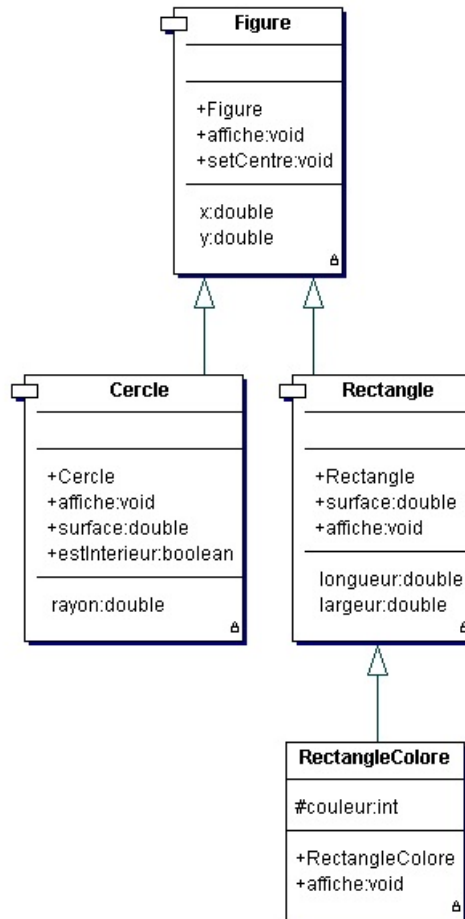 Figure
+Figure
+affiche:void
+setCentre:void
x:double
y:double
Cercle
+Cercle
+affiche:void
+surface:double
+estInterieur:boolean
rayon:double
Rectangle
+Rectangle
+surface:double
+affiche:void
longueur:double
largeur:double
RectangleColore
#couleur:int
+RectangleColore
+affiche:void